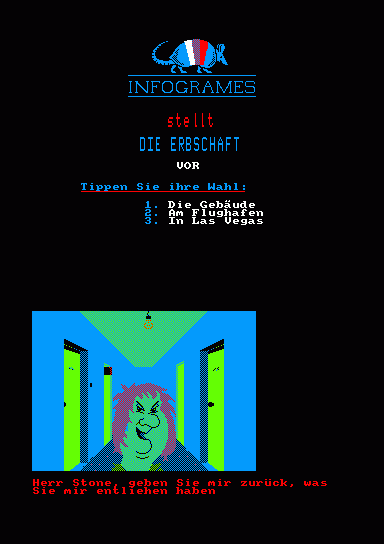 INFOGRAMES
stellt
DIE ERBSCHAFT
VOR
Tippen Sie ihre Wahl:
1. Die Gebäude
2. Am Flughafen
3. In Las Vegas
Herr Stone, geben Sie mir zurück, was
Sie mir entliehen haben